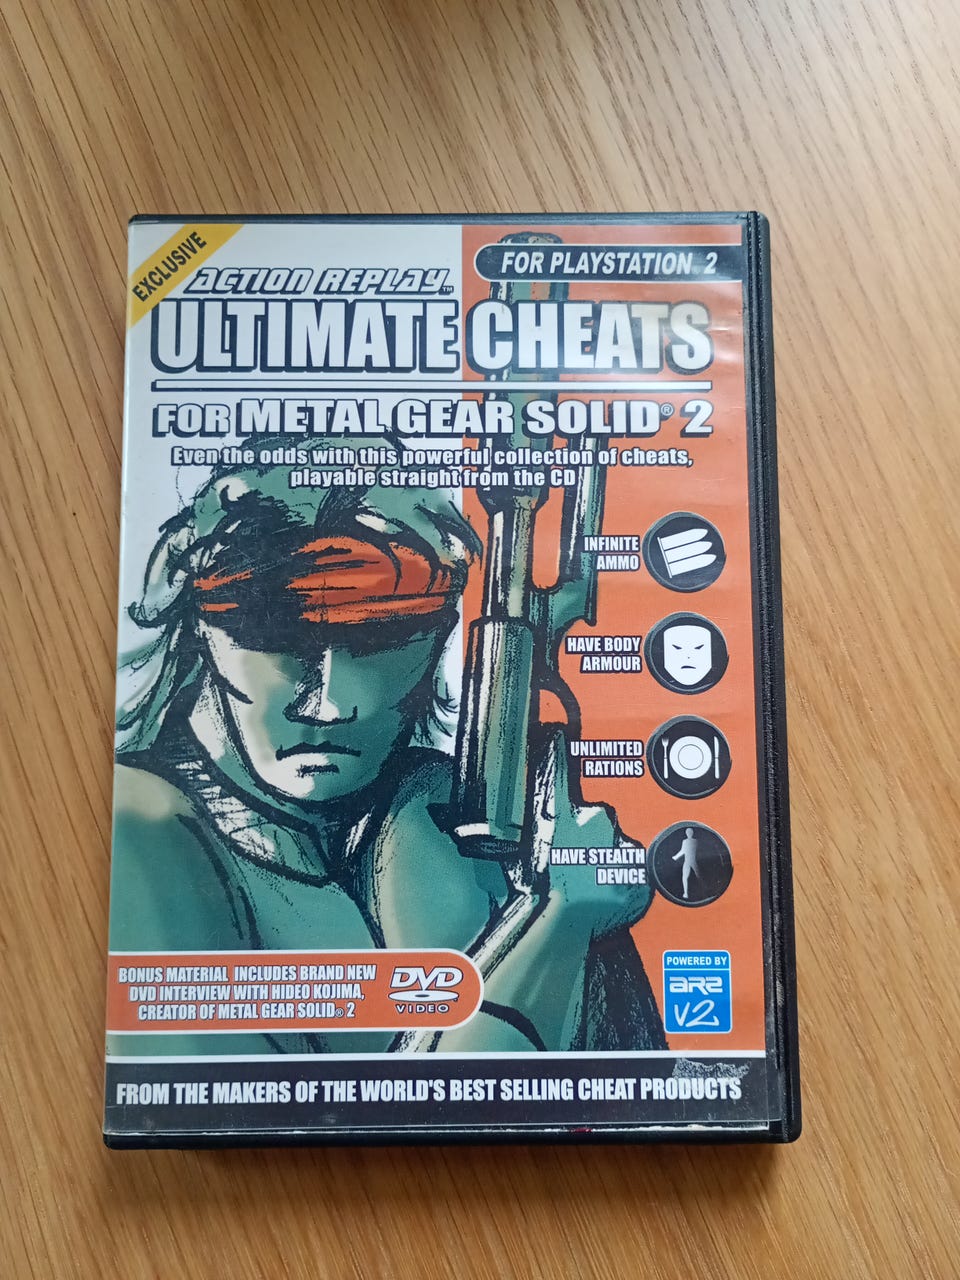 EXCLUSIVE
FOR PLAYSTATION 2
ACTION REPLAY™
ULTIMATE CHEATS
FOR METAL GEAR SOLID® 2
Even the odds with this powerful collection of cheats,
playable straight from the CD
INFINITE
AMMO
HAVE BODY
ARMOUR
UNLIMITED
RATIONS
HAVE STEALTH
DEVICE
BONUS MATERIAL INCLUDES BRAND NEW
DVD INTERVIEW WITH HIDEO KOJIMA,
CREATOR OF METAL GEAR SOLID® 2
DVD
VIDEO
POWERED BY
AR2
V2
FROM THE MAKERS OF THE WORLD'S BEST SELLING CHEAT PRODUCTS